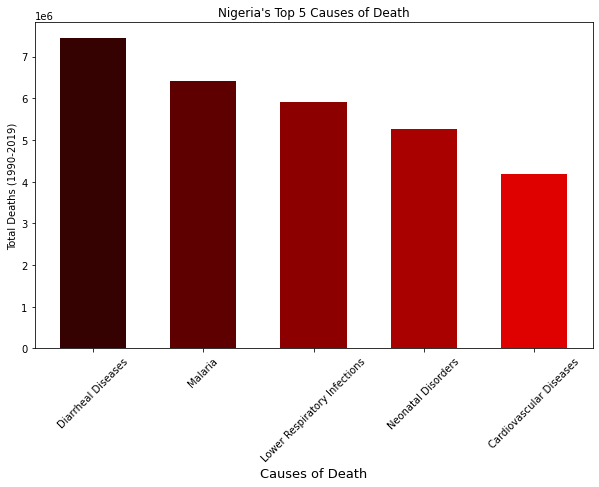 Nigeria's Top 5 Causes of Death
1e6
Total Deaths (1990-2019)
7
6
5
4
3
2
1
0
Diarrheal Diseases
Malaria
Lower Respiratory Infections
Neonatal Disorders
Cardiovascular Diseases
Causes of Death